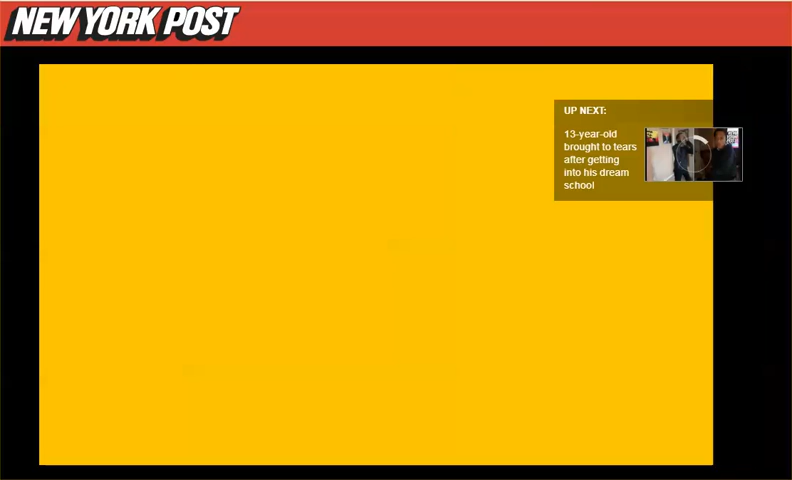 NEW YORK POST
UP NEXT:
13-year-old
brought to tears
after getting
into his dream
school